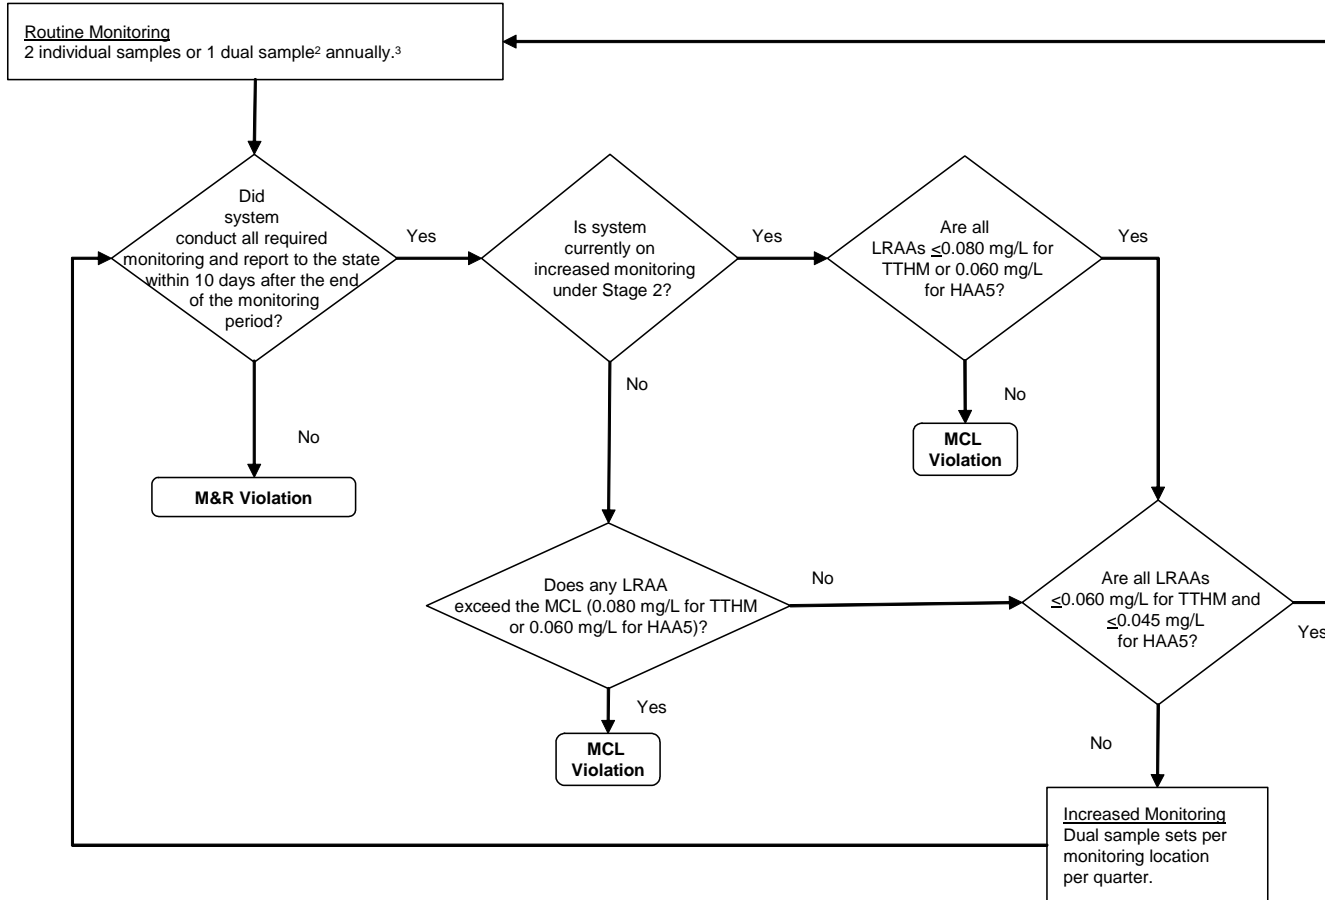 Routine Monitoring
2 individual samples or 1 dual sample² annually.³
Did
system
conduct all required
monitoring and report to the state
within 10 days after the end
of the monitoring
period?
Yes
Is system
currently on
increased monitoring
under Stage 2?
Yes
Are all
LRAAs ≤0.080 mg/L for
TTHM or 0.060 mg/L
for HAA5?
Yes
No
No
No
MCL
Violation
M&R Violation
Does any LRAA
exceed the MCL (0.080 mg/L for TTHM
or 0.060 mg/L for HAA5)?
No
Are all LRAAs
≤0.060 mg/L for TTHM and
≤0.045 mg/L
for HAA5?
Yes
Yes
MCL
Violation
No
Increased Monitoring
Dual sample sets per
monitoring location
per quarter.